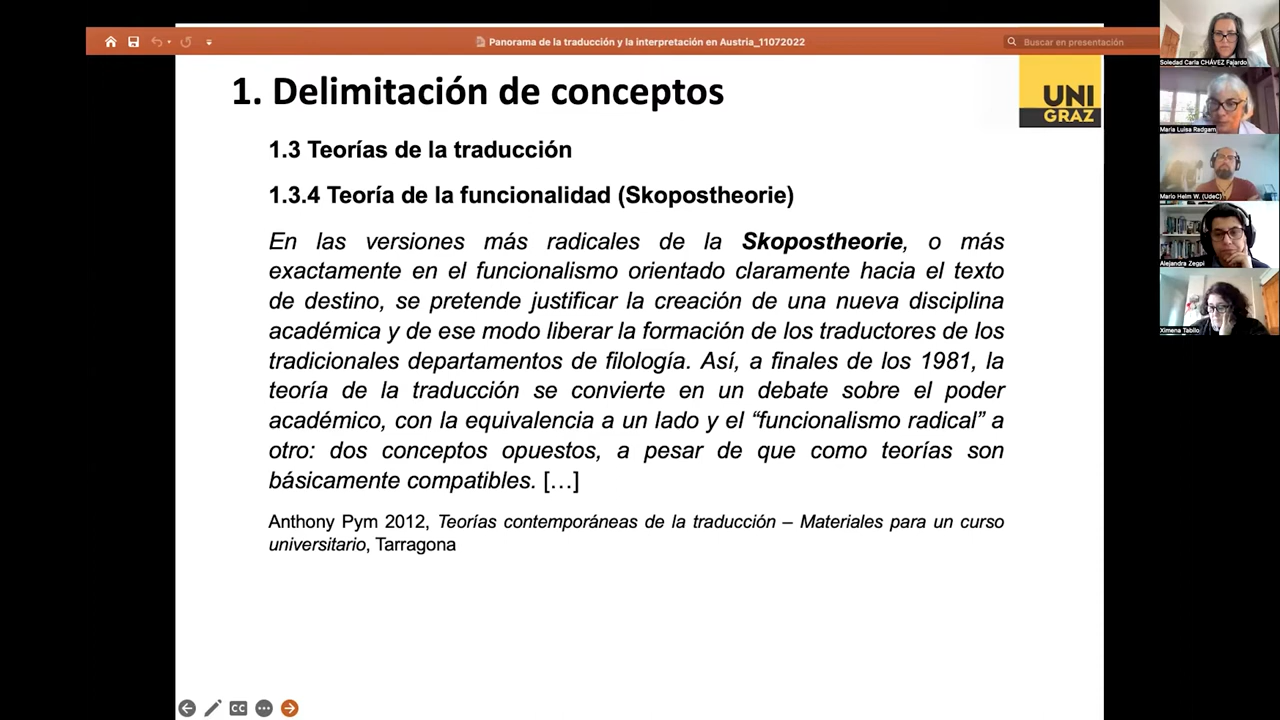 Panorama de la traducción y la interpretación en Austria_11072022
Buscar en presentación
1. Delimitación de conceptos
UNI
GRAZ
1.3 Teorías de la traducción
1.3.4 Teoría de la funcionalidad (Skopostheorie)
En las versiones más radicales de la Skopostheorie, o más
exactamente en el funcionalismo orientado claramente hacia el texto
de destino, se pretende justificar la creación de una nueva disciplina
académica y de ese modo liberar la formación de los traductores de los
tradicionales departamentos de filología. Así, a finales de los 1981, la
teoría de la traducción se convierte en un debate sobre el poder
académico, con la equivalencia a un lado y el “funcionalismo radical” a
otro: dos conceptos opuestos, a pesar de que como teorías son
básicamente compatibles. […]
Anthony Pym 2012, Teorías contemporáneas de la traducción – Materiales para un curso
universitario, Tarragona
CC
Soledad Carla CHÁVEZ Fajardo
Maria Luisa Radgam
Mario Helm W. (UdeC)
Alejandra Zegpi
Ximena Tabilo